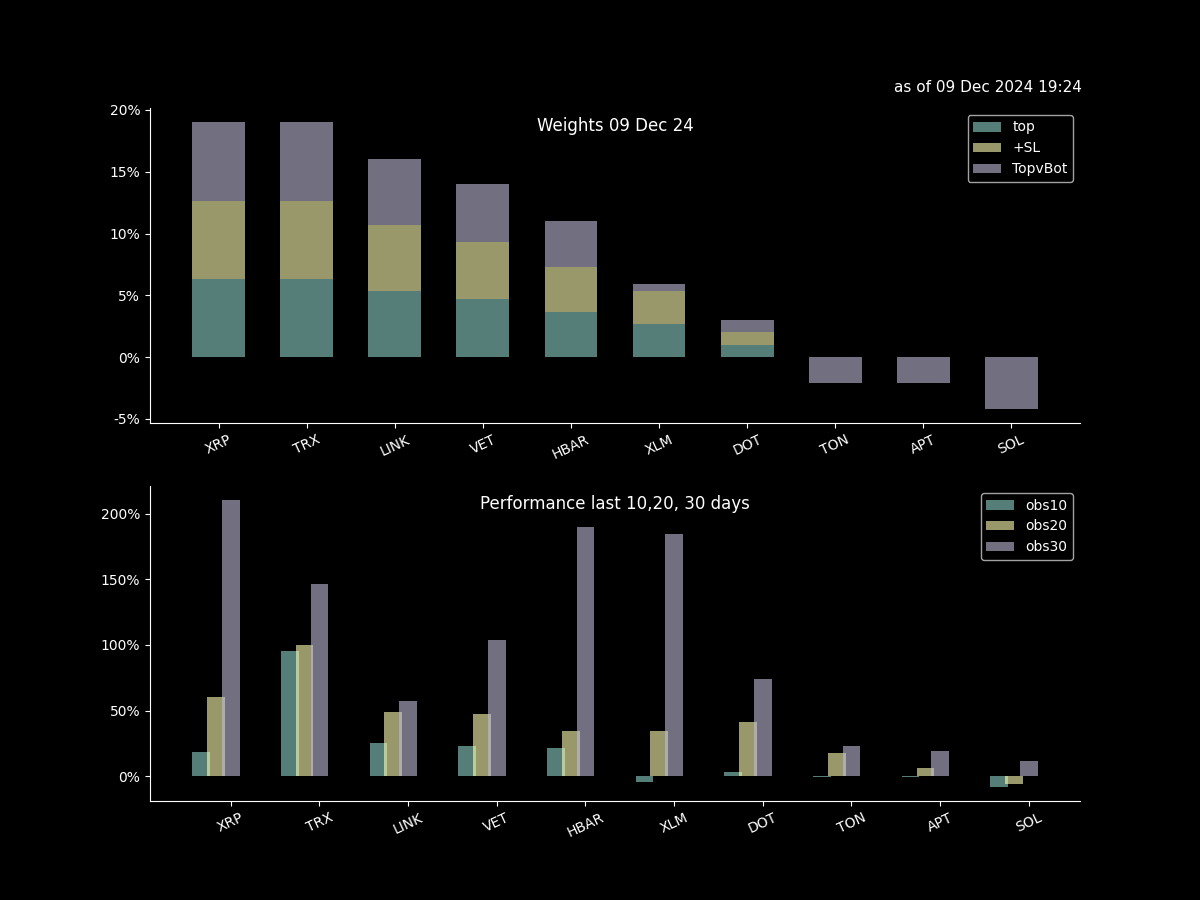 as of 09 Dec 2024 19:24
Weights 09 Dec 24
20%
15%
10%
5%
0%
-5%
top
+SL
TopvBot
XRP TRX LINK VET HBAR XLM DOT TON APT SOL
Performance last 10,20, 30 days
200%
150%
100%
50%
0%
obs10
obs20
obs30
XRP TRX LINK VET HBAR XLM DOT TON APT SOL